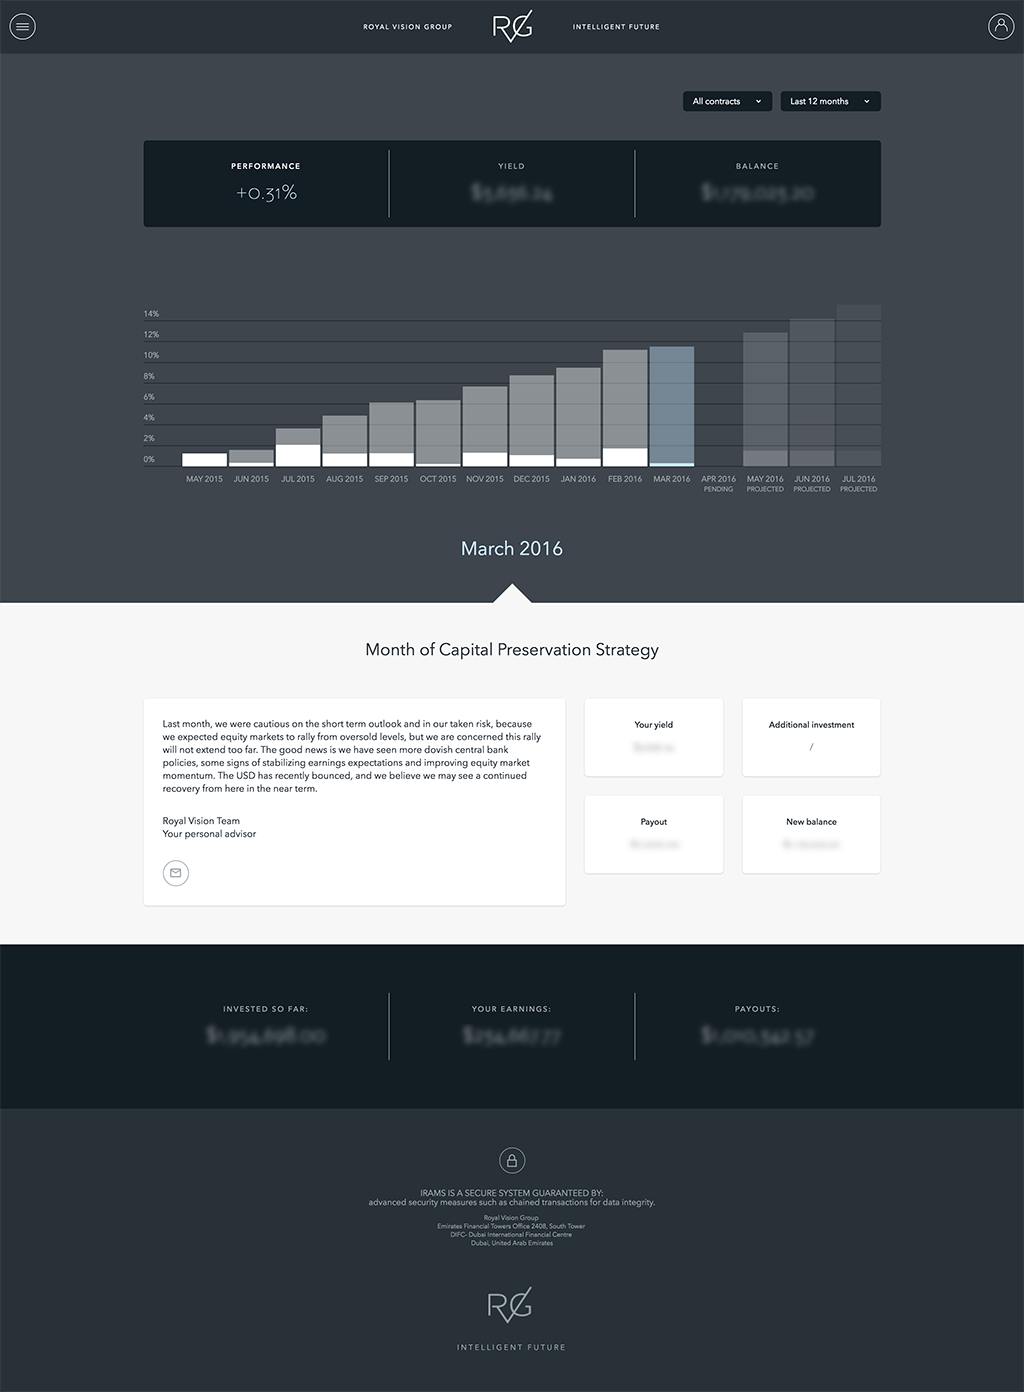 ROYAL VISION GROUP
RVG
INTELLIGENT FUTURE
All contracts
Last 12 months
PERFORMANCE
+0.31%
YIELD
BALANCE
14%
12%
10%
8%
6%
4%
2%
0%
MAY 2015
JUN 2015
JUL 2015
AUG 2015
SEP 2015
OCT 2015
NOV 2015
DEC 2015
JAN 2016
FEB 2016
MAR 2016
APR 2016
PENDING
MAY 2016
PROJECTED
JUN 2016
PROJECTED
JUL 2016
PROJECTED
March 2016
Month of Capital Preservation Strategy
Last month, we were cautious on the short term outlook and in our taken risk, because
we expected equity markets to rally from oversold levels, but we are concerned this rally
will not extend too far. The good news is we have seen more dovish central bank
policies, some signs of stabilizing earnings expectations and improving equity market
momentum. The USD has recently bounced, and we believe we may see a continued
recovery from here in the near term.
Royal Vision Team
Your personal advisor
Your yield
Additional investment
/
Payout
New balance
INVESTED SO FAR:
YOUR EARNINGS:
PAYOUTS:
IRAMS IS A SECURE SYSTEM GUARANTEED BY:
advanced security measures such as chained transactions for data integrity.
Royal Vision Group
Emirates Financial Towers Office 2408, South Tower
DIFC- Dubai International Financial Centre
Dubai, United Arab Emirates
RVG
INTELLIGENT FUTURE